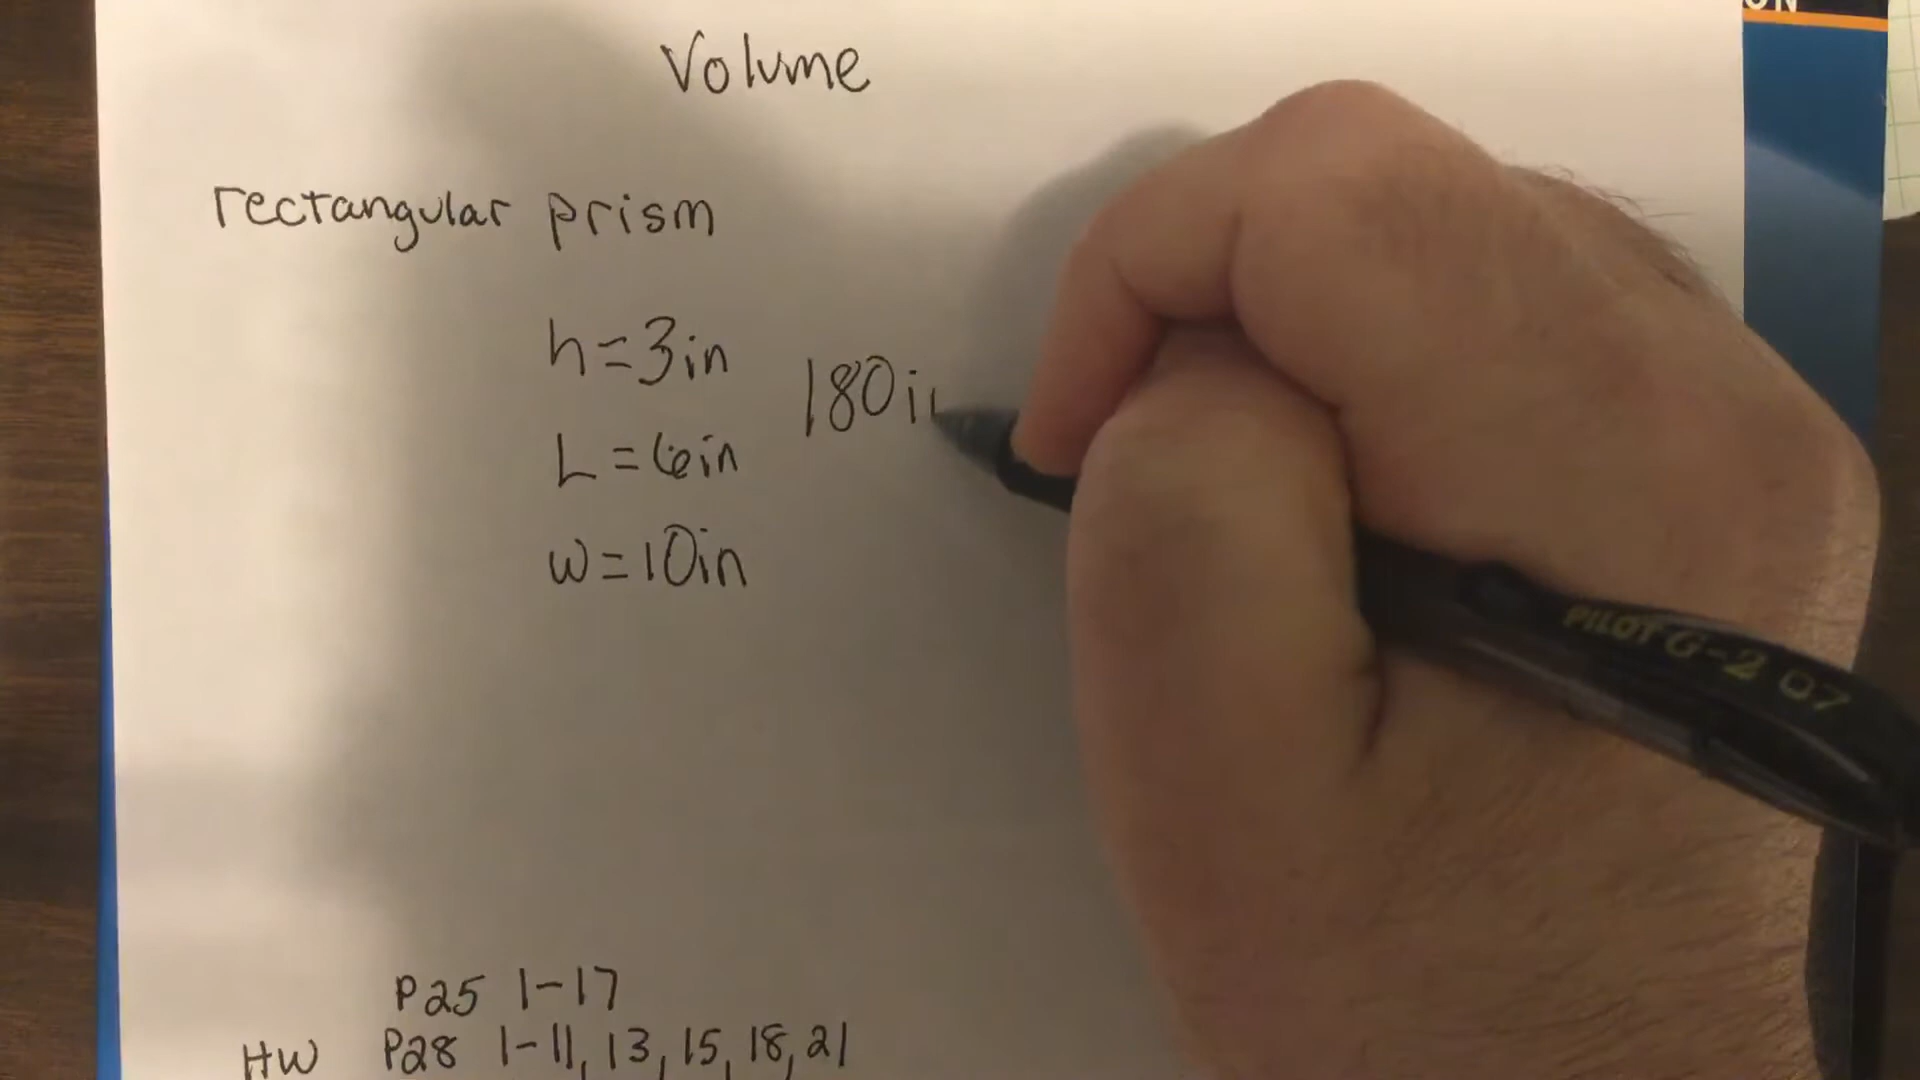 Volume
rectangular prism
h=3in
180in
L=6in
w=10in
P25 1-17
HW P28 1-11, 13, 15, 18, 21
PILOT G-2 07